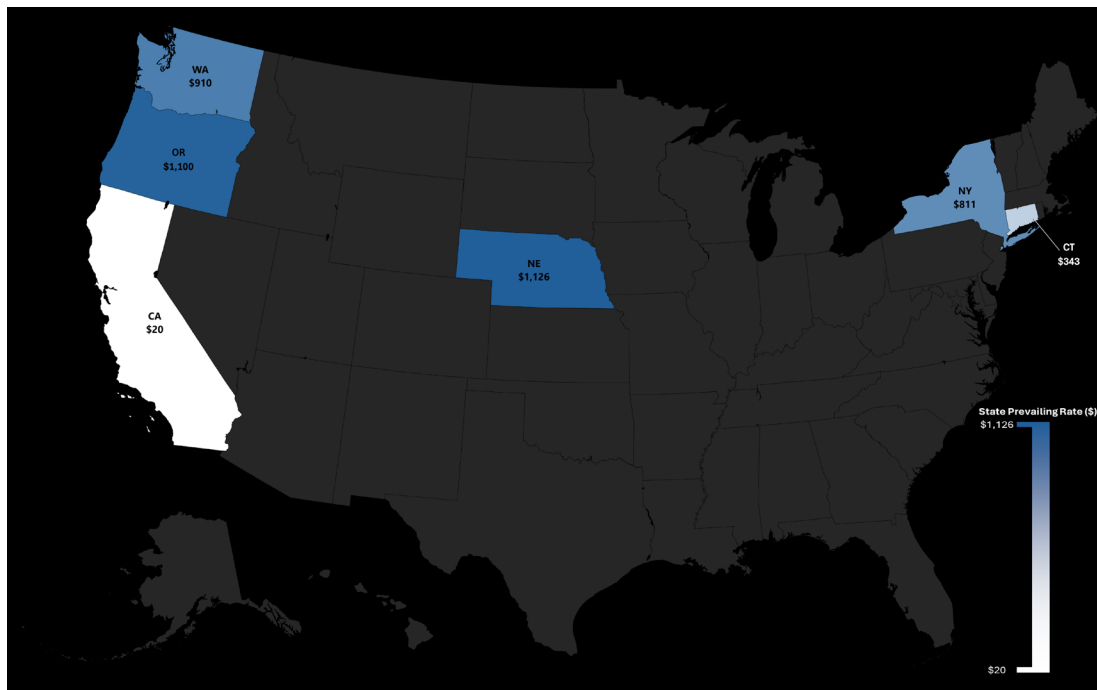 WA
$910
OR
$1,100
NY
$811
CT
$343
NE
$1,126
CA
$20
State Prevailing Rate ($)
$1,126
$20